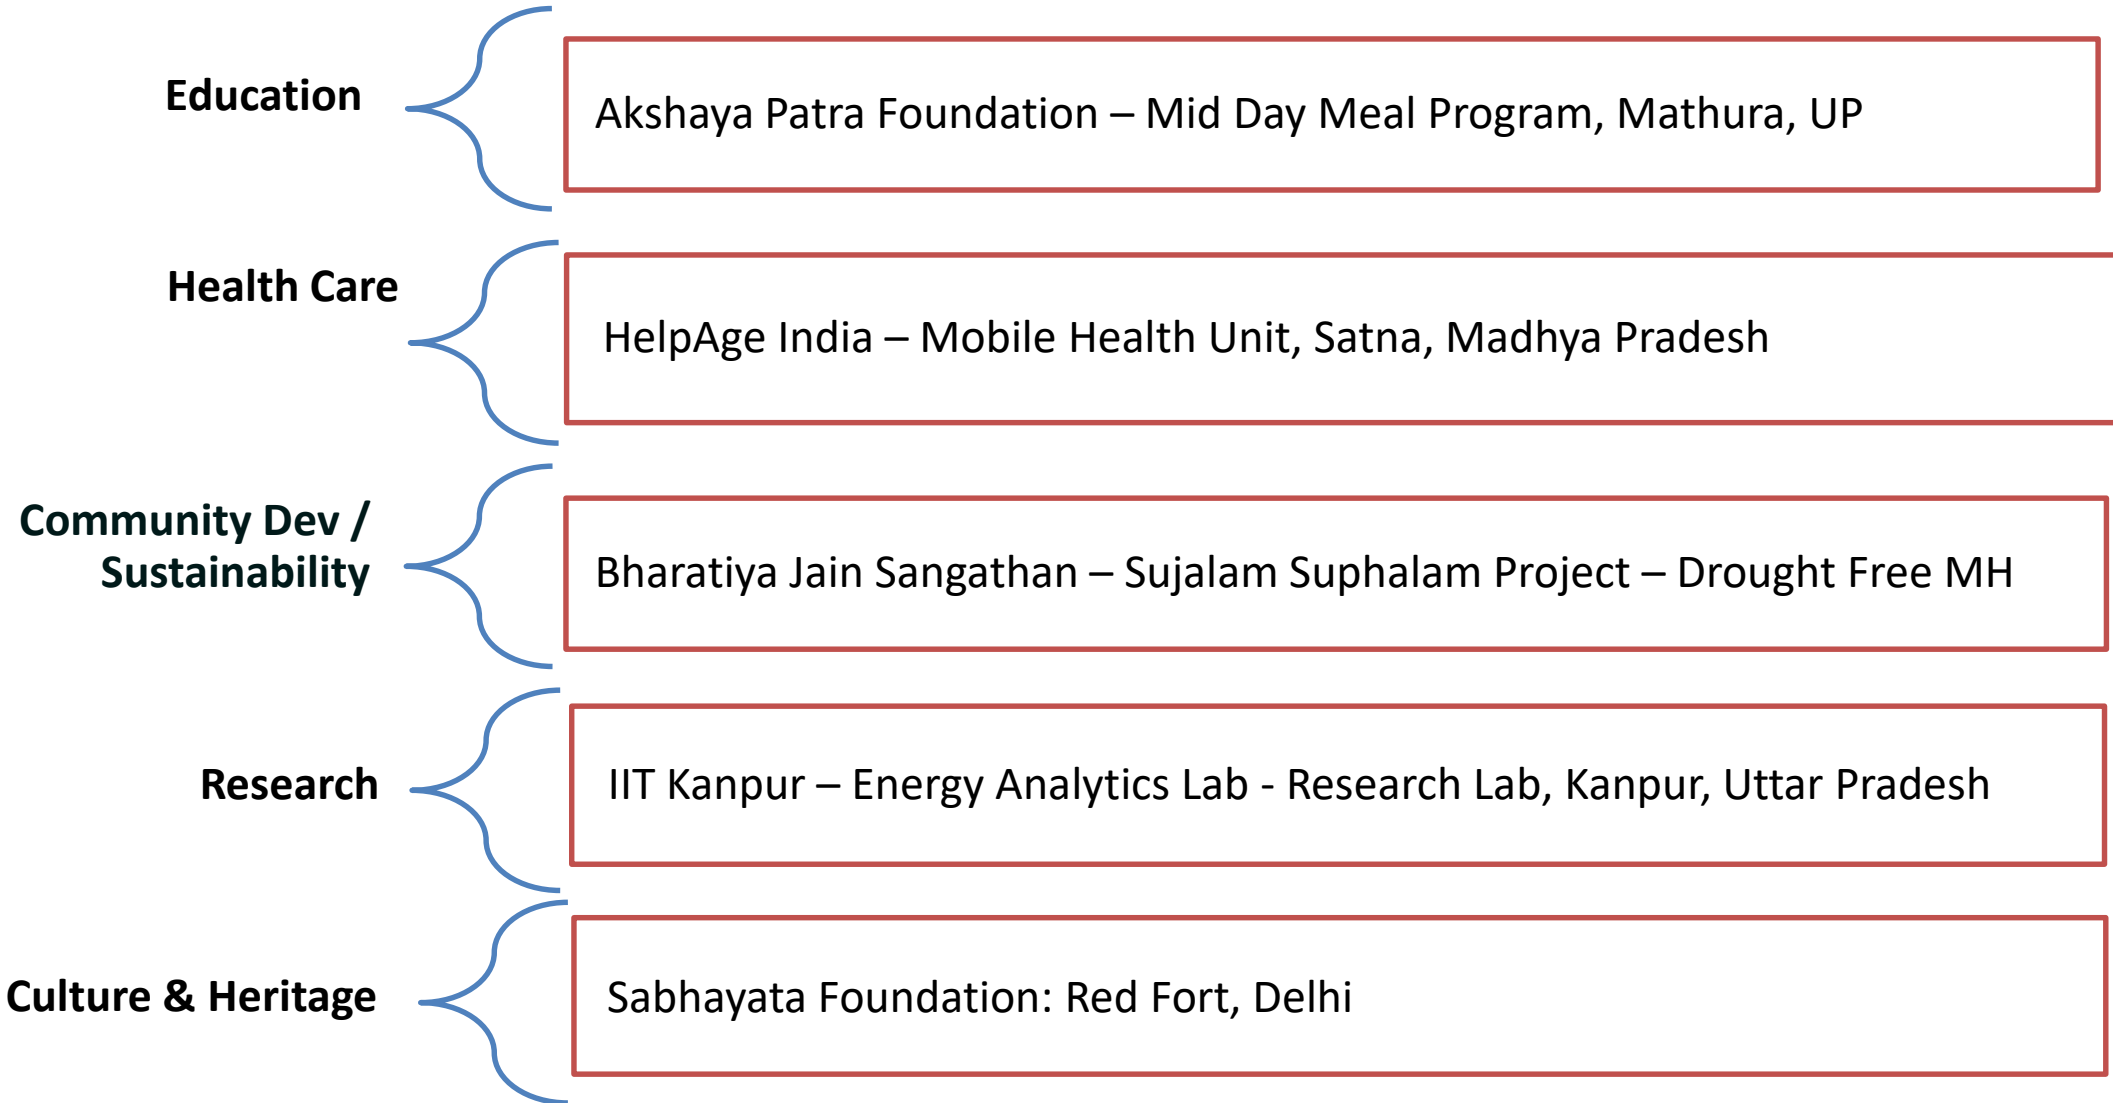 Education
Akshaya Patra Foundation – Mid Day Meal Program, Mathura, UP
Health Care
HelpAge India – Mobile Health Unit, Satna, Madhya Pradesh
Community Dev /
Sustainability
Bharatiya Jain Sangathan – Sujalam Suphalam Project – Drought Free MH
Research
IIT Kanpur – Energy Analytics Lab - Research Lab, Kanpur, Uttar Pradesh
Culture & Heritage
Sabhayata Foundation: Red Fort, Delhi